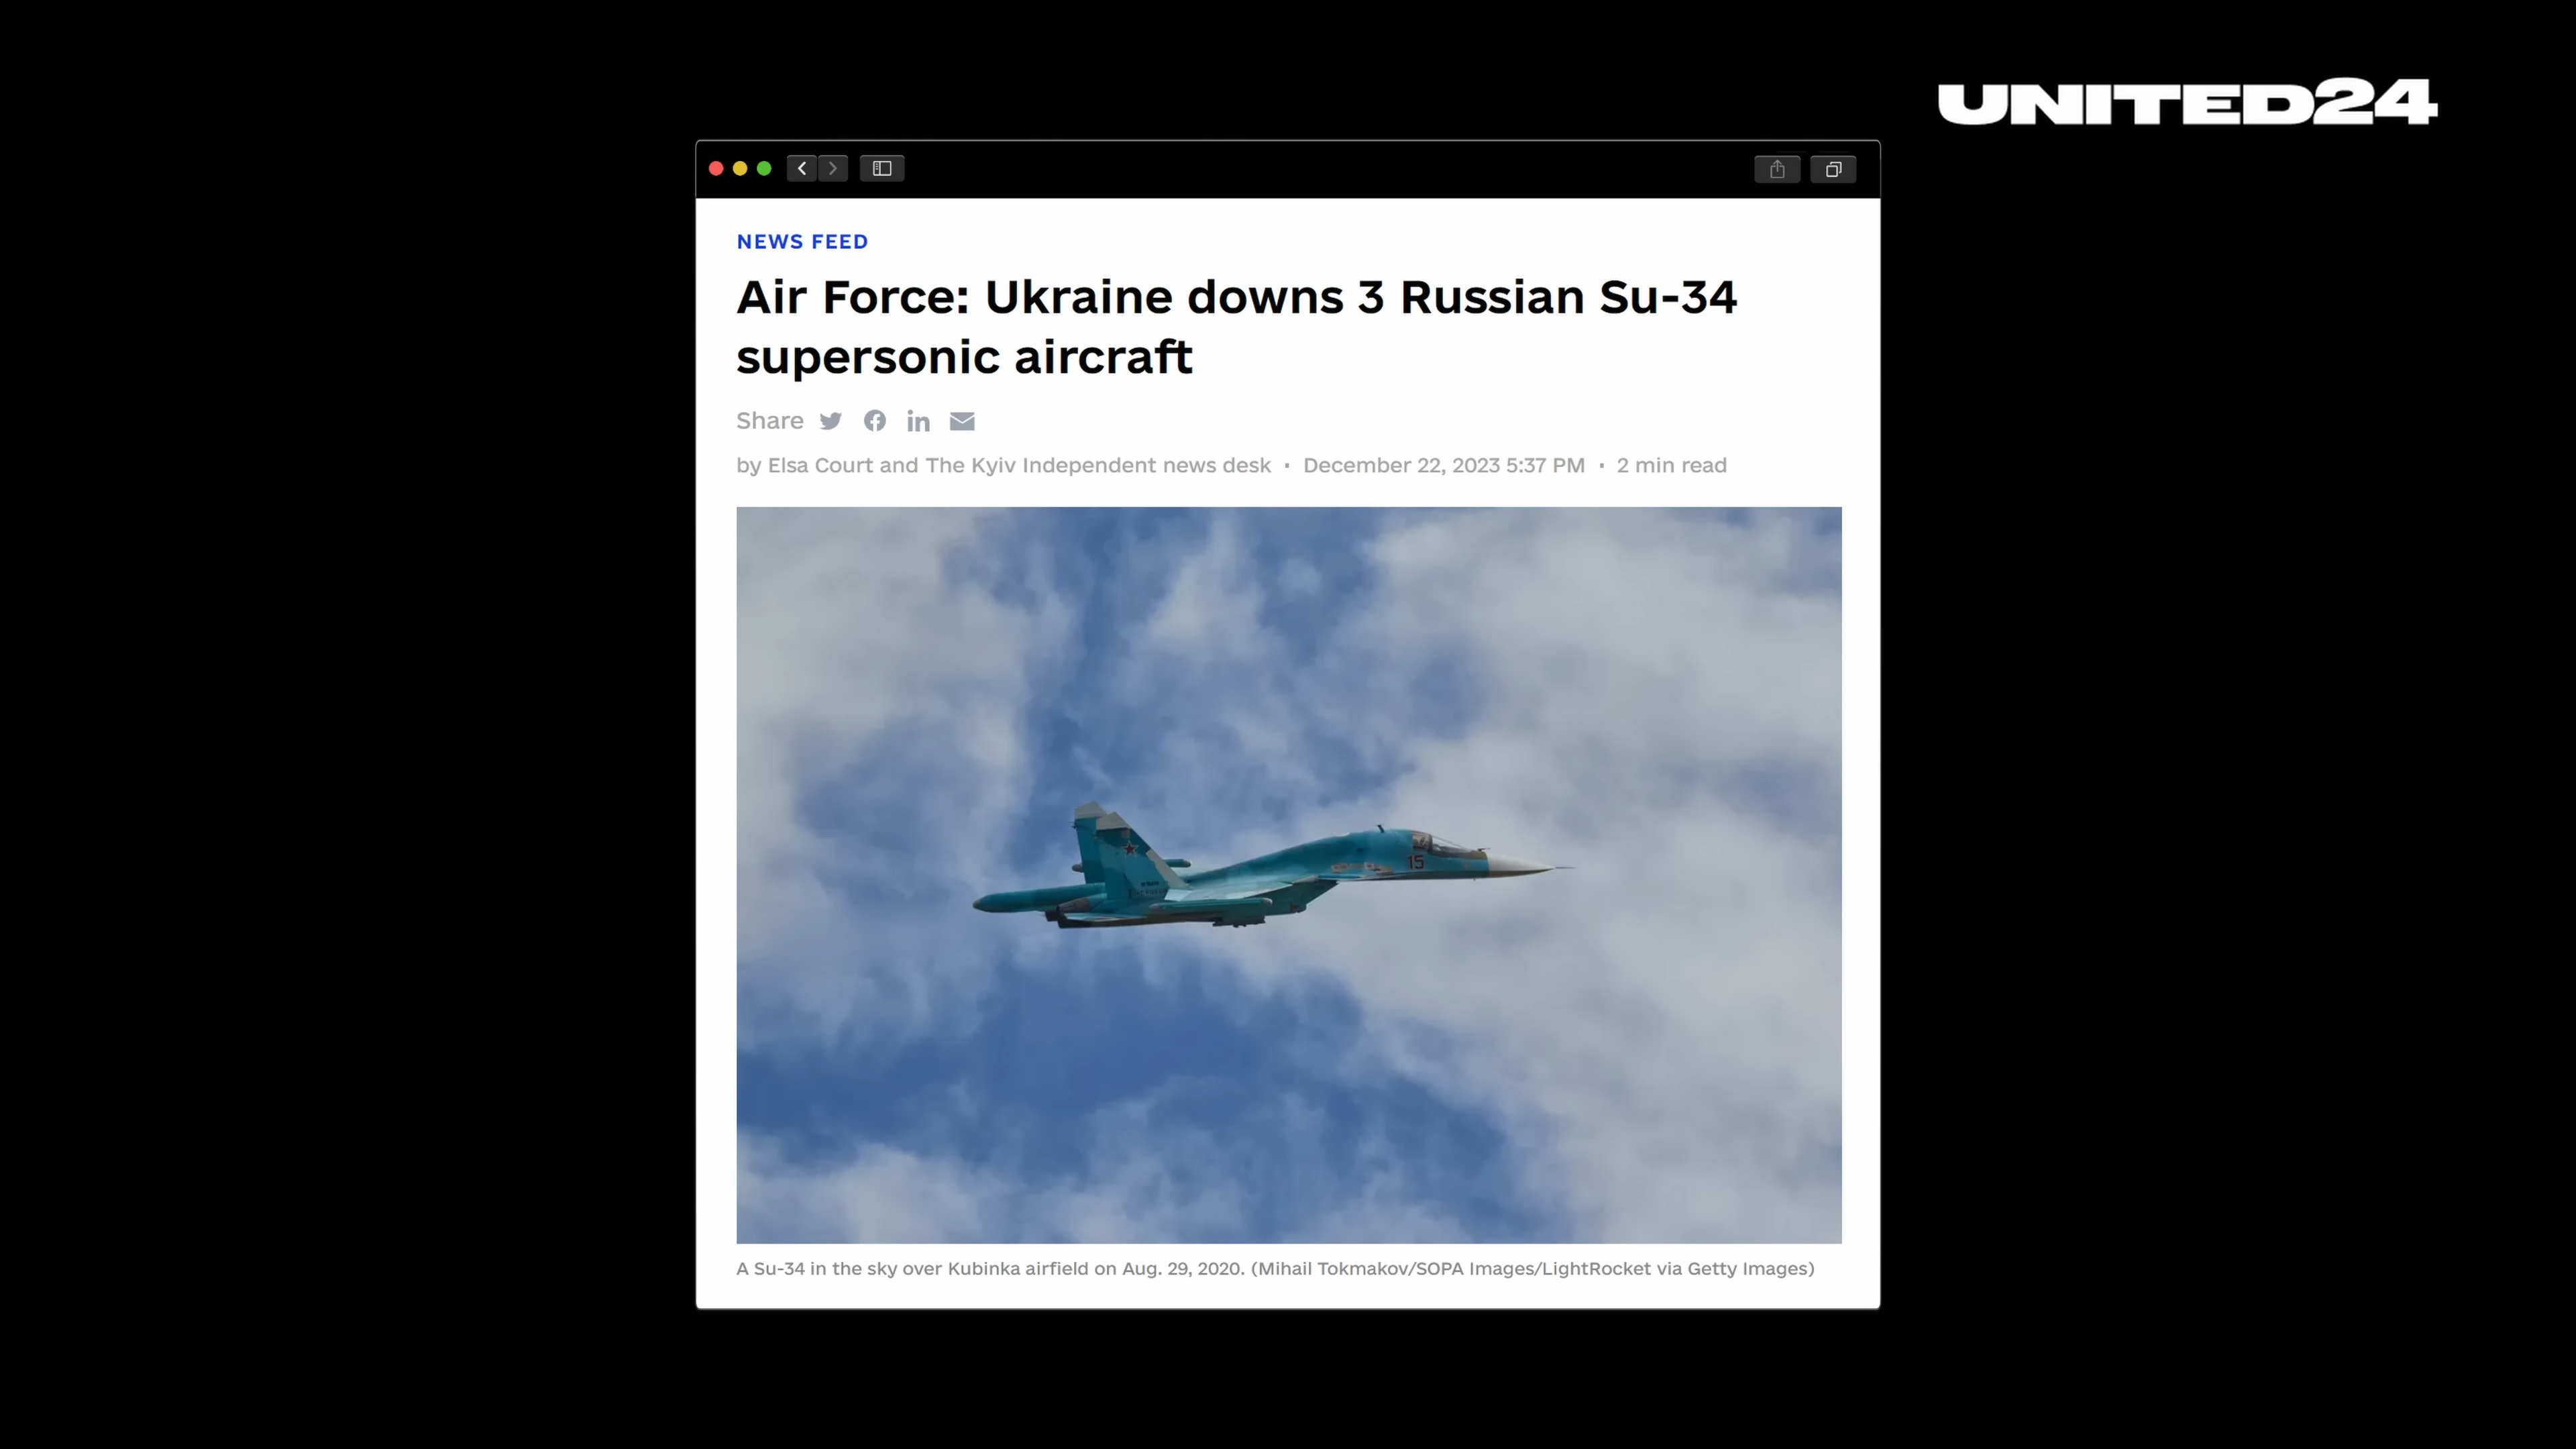 UNITED24
NEWS FEED
Air Force: Ukraine downs 3 Russian Su-34
supersonic aircraft
Share
by Elsa Court and The Kyiv Independent news desk · December 22, 2023 5:37 PM · 2 min read
15
A Su-34 in the sky over Kubinka airfield on Aug. 29, 2020. (Mihail Tokmakov/SOPA Images/LightRocket via Getty Images)